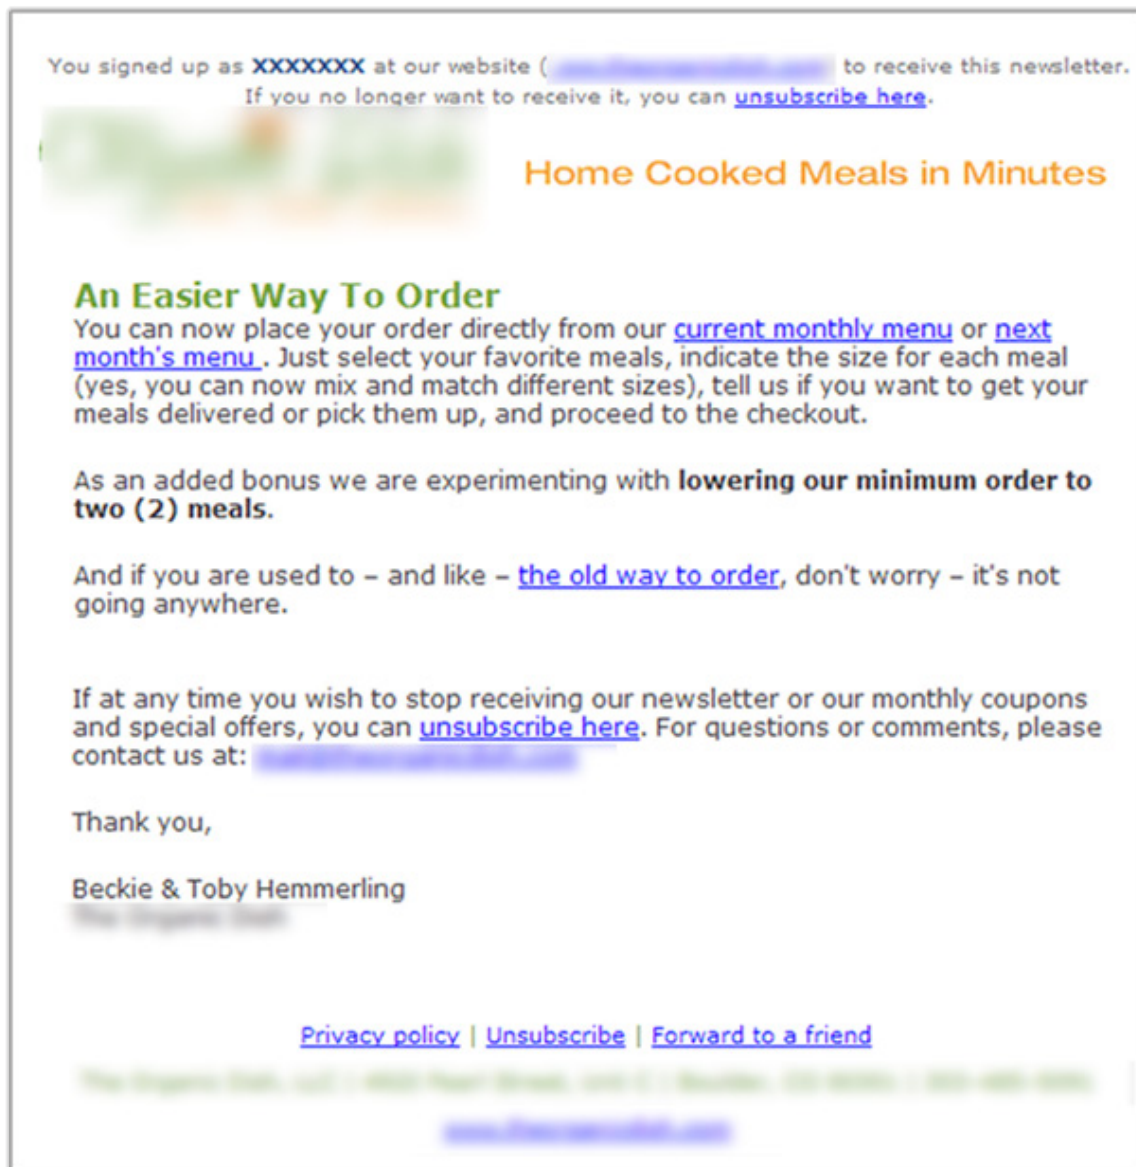 You signed up as XXXXXXX at our website ( to receive this newsletter.
If you no longer want to receive it, you can unsubscribe here.
Home Cooked Meals in Minutes
An Easier Way To Order
You can now place your order directly from our current monthly menu or next
month's menu . Just select your favorite meals, indicate the size for each meal
(yes, you can now mix and match different sizes), tell us if you want to get your
meals delivered or pick them up, and proceed to the checkout.
As an added bonus we are experimenting with lowering our minimum order to
two (2) meals.
And if you are used to – and like – the old way to order, don't worry – it's not
going anywhere.
If at any time you wish to stop receiving our newsletter or our monthly coupons
and special offers, you can unsubscribe here. For questions or comments, please
contact us at:
Thank you,
Beckie & Toby Hemmerling
Privacy policy | Unsubscribe | Forward to a friend